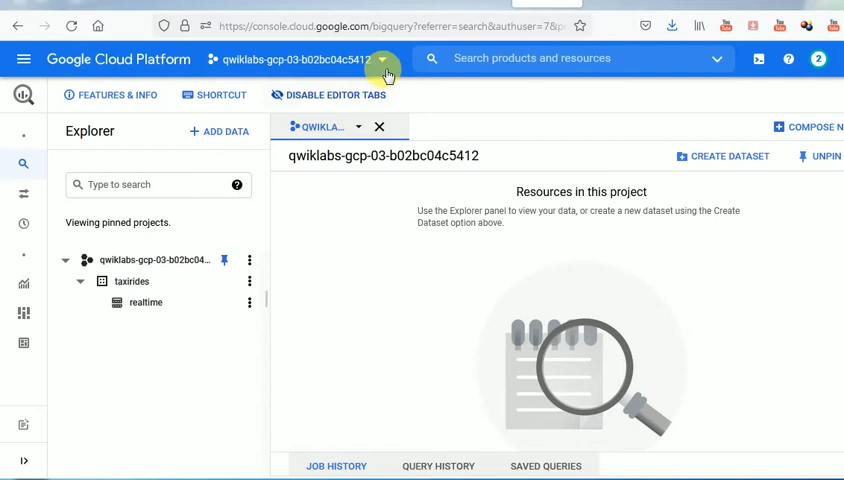 https://console.cloud.google.com/bigquery?referrer=search&authuser=7&p
Google Cloud Platform
qwiklabs-gcp-03-b02bc04c5412
Search products and resources
2
FEATURES & INFO
SHORTCUT
DISABLE EDITOR TABS
Explorer
+ ADD DATA
QWIKLA...
COMPOSE N
qwiklabs-gcp-03-b02bc04c5412
CREATE DATASET
UNPIN
Type to search
Resources in this project
Use the Explorer panel to view your data, or create a new dataset using the Create
Dataset option above.
Viewing pinned projects.
qwiklabs-gcp-03-b02bc04...
taxirides
realtime
JOB HISTORY
QUERY HISTORY
SAVED QUERIES